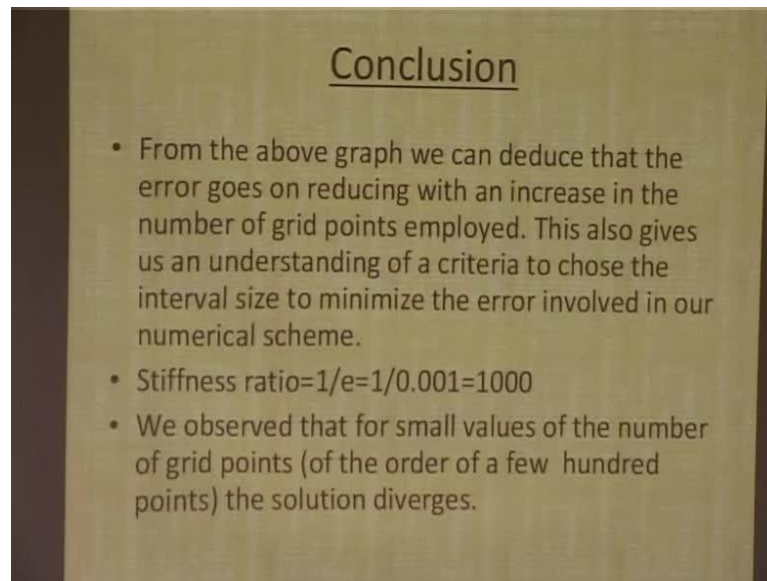 Conclusion
• From the above graph we can deduce that the
error goes on reducing with an increase in the
number of grid points employed. This also gives
us an understanding of a criteria to chose the
interval size to minimize the error involved in our
numerical scheme.
• Stiffness ratio=1/e=1/0.001=1000
• We observed that for small values of the number
of grid points (of the order of a few hundred
points) the solution diverges.